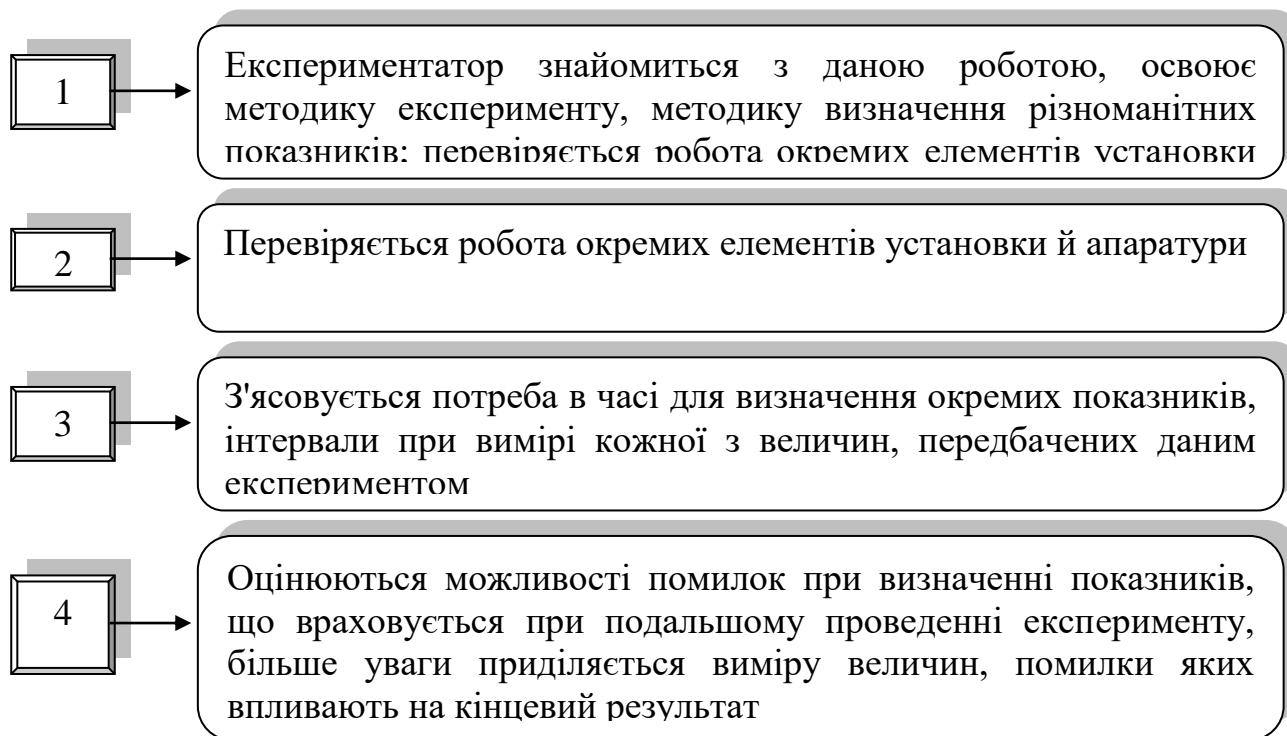 1
Експериментатор знайомиться з даною роботою, освоює
методику експерименту, методику визначення різноманітних
показників; перевіряється робота окремих елементів установки
2
Перевіряється робота окремих елементів установки й апаратури
3
З'ясовується потреба в часі для визначення окремих показників,
інтервали при вимірі кожної з величин, передбачених даним
експериментом
4
Оцінюються можливості помилок при визначенні показників,
що враховується при подальшому проведенні експерименту,
більше уваги приділяється виміру величин, помилки яких
впливають на кінцевий результат